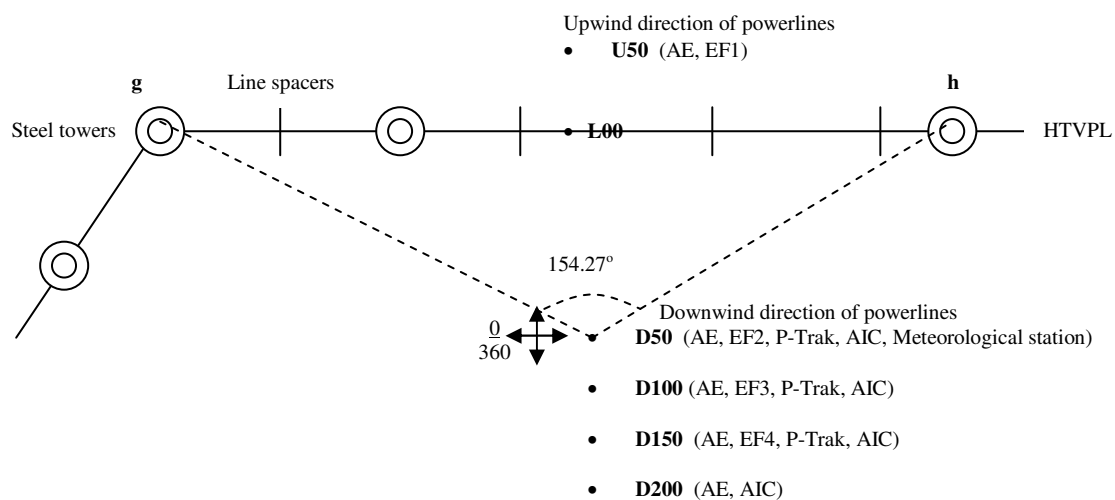 Upwind direction of powerlines
• U50 (AE, EF1)
g
Line spacers
h
Steel towers
L00
HTVPL
154.27°
Downwind direction of powerlines
0
360
• D50 (AE, EF2, P-Trak, AIC, Meteorological station)
• D100 (AE, EF3, P-Trak, AIC)
• D150 (AE, EF4, P-Trak, AIC)
• D200 (AE, AIC)